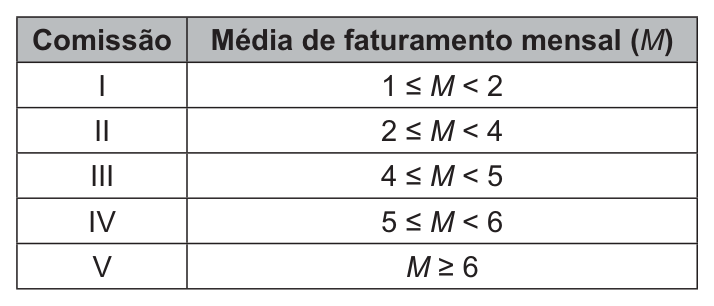 Comissão Média de faturamento mensal (M)
I 1 ≤ M < 2
II 2 ≤ M < 4
III 4 ≤ M < 5
IV 5 ≤ M < 6
V M ≥ 6